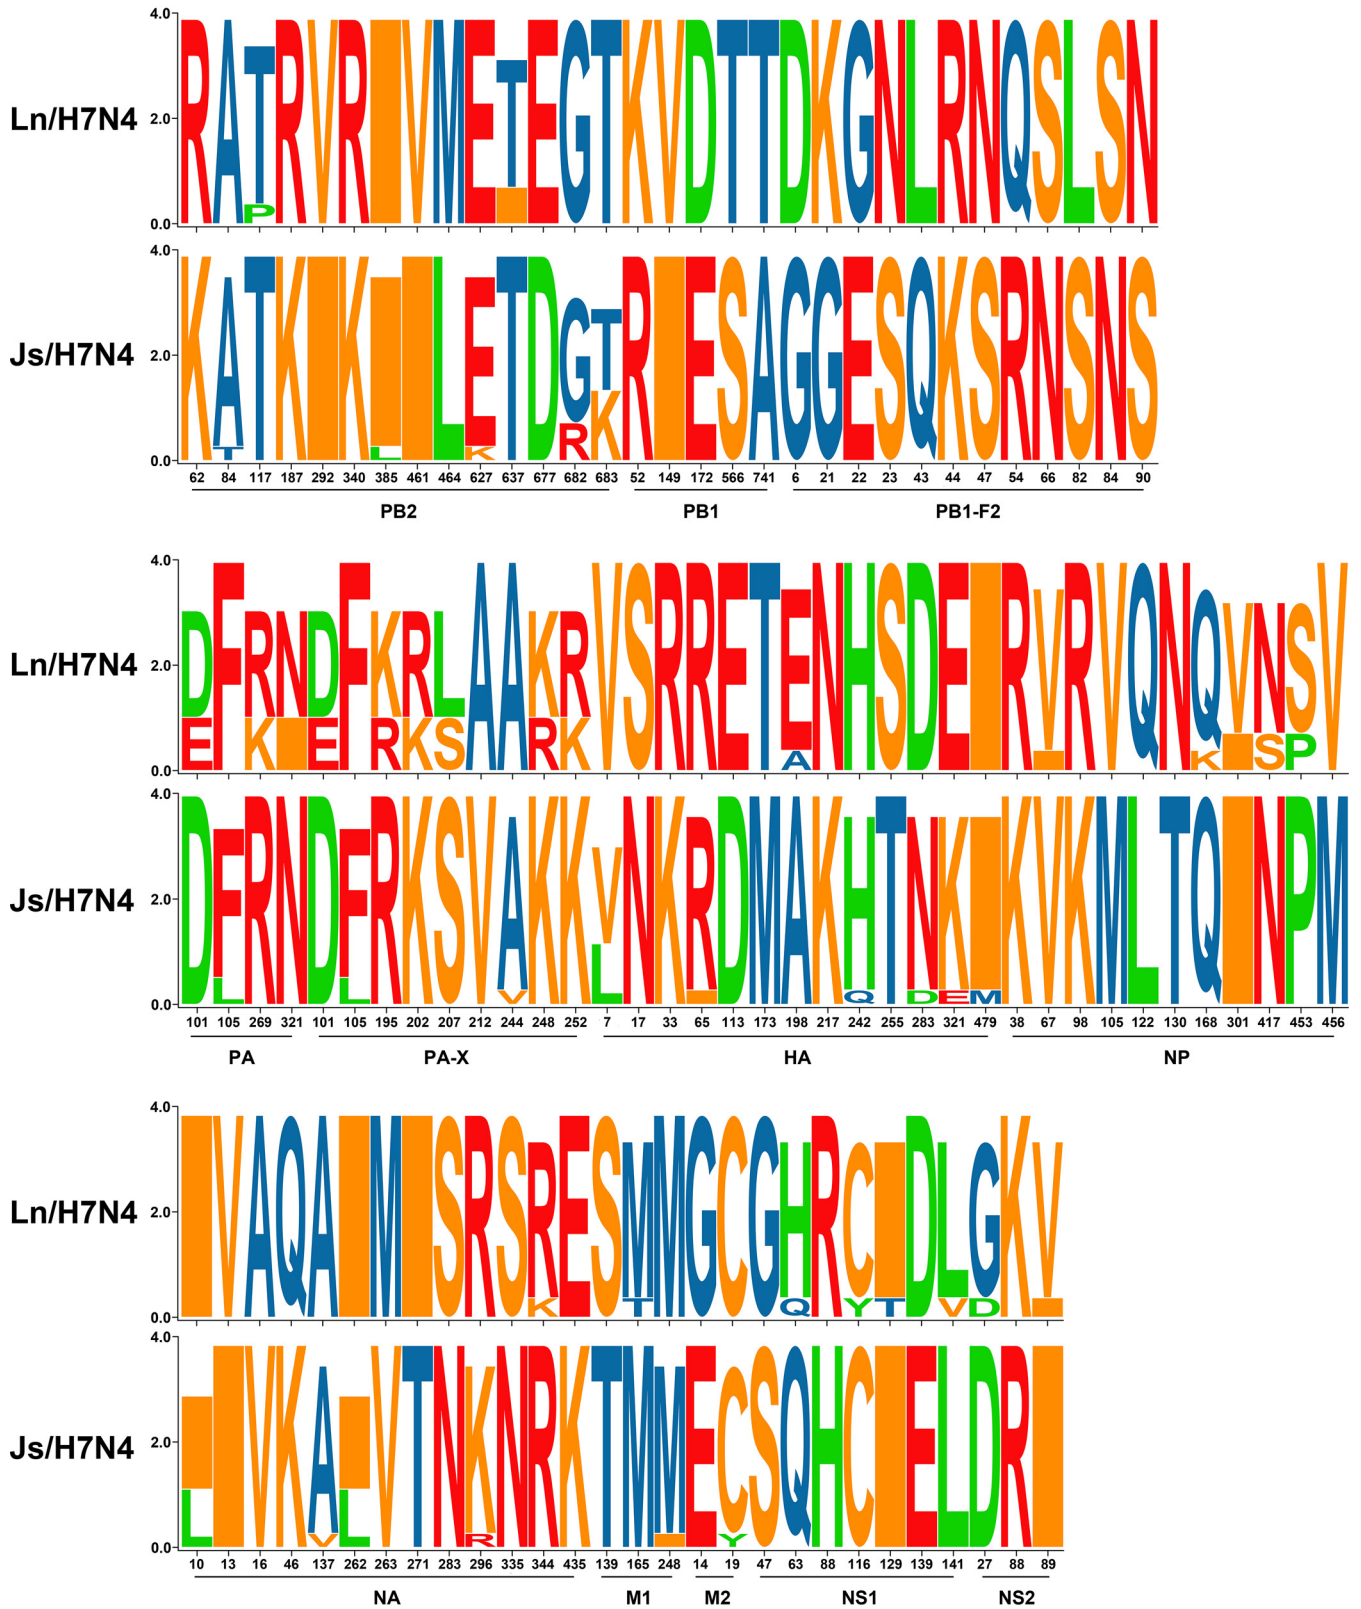 4.0
RATRVRIVMETEGTKVDTTDKGNLRNQSLSN
Ln/H7N4
2.0
P I
0.0
4.0
KATKIKIILETDGTRIESAGGESQKSRNSNS
Js/H7N4
2.0
T L K R K
0.0
62 84 117 187 292 340 385 461 464 627 637 677 682 683 52 149 172 566 741 6 21 22 23 43 44 47 54 66 82 84 90
PB2 PB1 PB1-F2
4.0
DFRNDFKRLAAKRVSRRETENHSDEIRVRVQNQVNSV
Ln/H7N4
2.0
E K I E R K S R K A I K I S P
0.0
4.0
DFRNDFRKSVAKKVNKRDMAKHTNKIKVKMLTQINPM
Js/H7N4
2.0
L L V L I Q D E M
0.0
101 105 269 321 101 105 195 202 207 212 244 248 252 7 17 33 65 113 173 198 217 242 255 283 321 479 38 67 98 105 122 130 168 301 417 453 456
PA PA-X HA NP
4.0
IVAQAIMISRSRESMMGCGHRCIDLGKV
Ln/H7N4
2.0
K T Q Y T V D I
0.0
4.0
IIVKAIVTNKNRKTMMECSQHCIELDRI
Js/H7N4
2.0
L V L R I Y
0.0
10 13 16 46 137 262 263 271 283 296 335 344 435 139 165 248 14 19 47 63 88 116 129 139 141 27 88 89
NA M1 M2 NS1 NS2